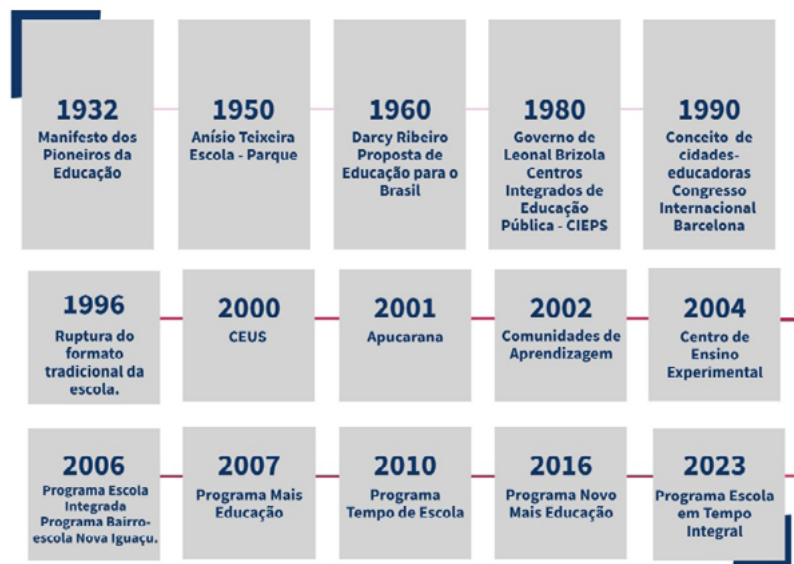 1932
Manifesto dos
Pioneiros da
Educação
1950
Anísio Teixeira
Escola - Parque
1960
Darcy Ribeiro
Proposta de
Educação para o
Brasil
1980
Governo de
Leonal Brizola
Centros
Integrados de
Educação
Pública - CIEPS
1990
Conceito de
cidades-
educadoras
Congresso
Internacional
Barcelona
1996
Ruptura do
formato
tradicional da
escola.
2000
CEUS
2001
Apucarana
2002
Comunidades de
Aprendizagem
2004
Centro de
Ensino
Experimental
2006
Programa Escola
Integrada
Programa Bairro-
escola Nova Iguaçu.
2007
Programa Mais
Educação
2010
Programa
Tempo de Escola
2016
Programa Novo
Mais Educação
2023
Programa Escola
em Tempo
Integral